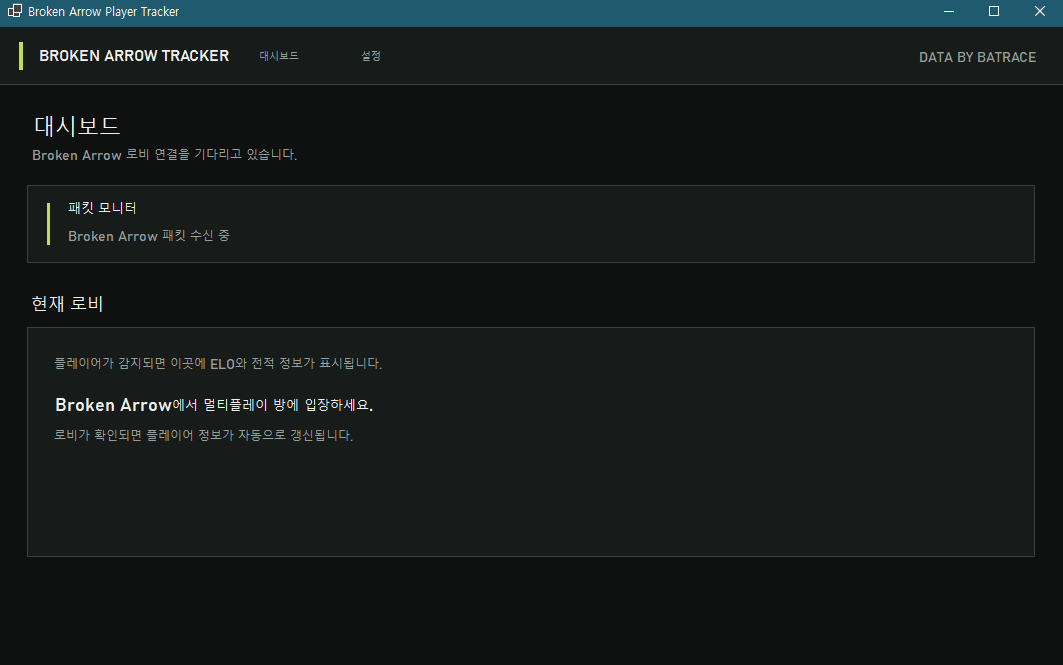 Broken Arrow Player Tracker
BROKEN ARROW TRACKER 대시보드 설정 DATA BY BATRACE
대시보드
Broken Arrow 로비 연결을 기다리고 있습니다.
패킷 모니터
Broken Arrow 패킷 수신 중
현재 로비
플레이어가 감지되면 이곳에 ELO와 전적 정보가 표시됩니다.
Broken Arrow에서 멀티플레이 방에 입장하세요.
로비가 확인되면 플레이어 정보가 자동으로 갱신됩니다.